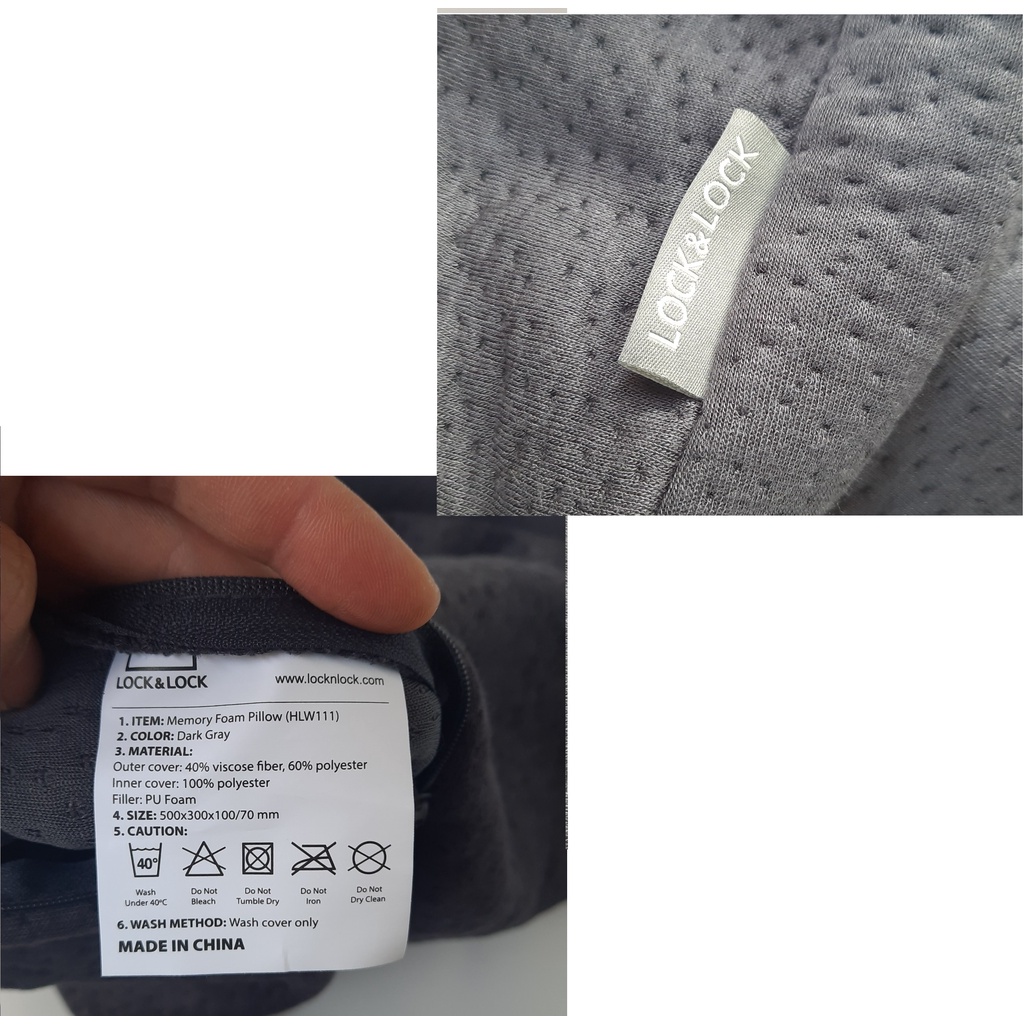 LOCK&LOCK
LOCK&LOCK www.locknlock.com
1. ITEM: Memory Foam Pillow (HLW111)
2. COLOR: Dark Gray
3. MATERIAL:
Outer cover: 40% viscose fiber, 60% polyester
Inner cover: 100% polyester
Filler: PU Foam
4. SIZE: 500x300x100/70 mm
5. CAUTION:
40°
Wash Under 40ºC
Do Not Bleach
Do Not Tumble Dry
Do Not Iron
Do Not Dry Clean
6. WASH METHOD: Wash cover only
MADE IN CHINA